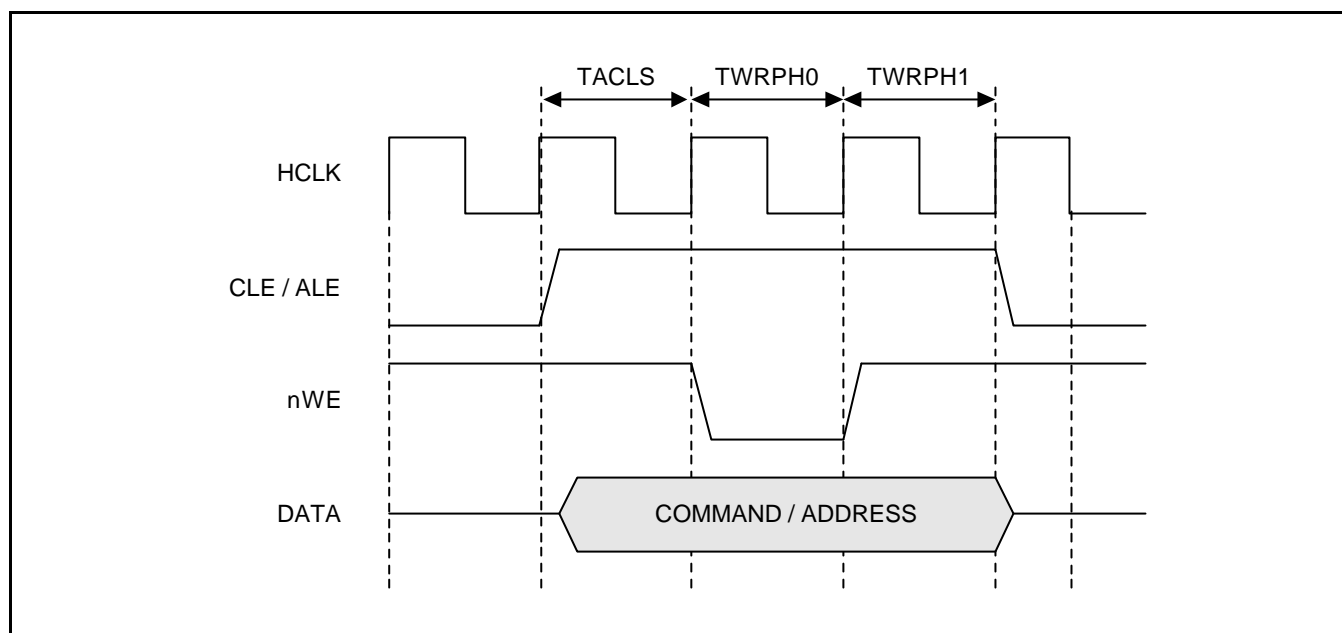 TACLS TWRPH0 TWRPH1
HCLK
CLE / ALE
nWE
DATA
COMMAND / ADDRESS